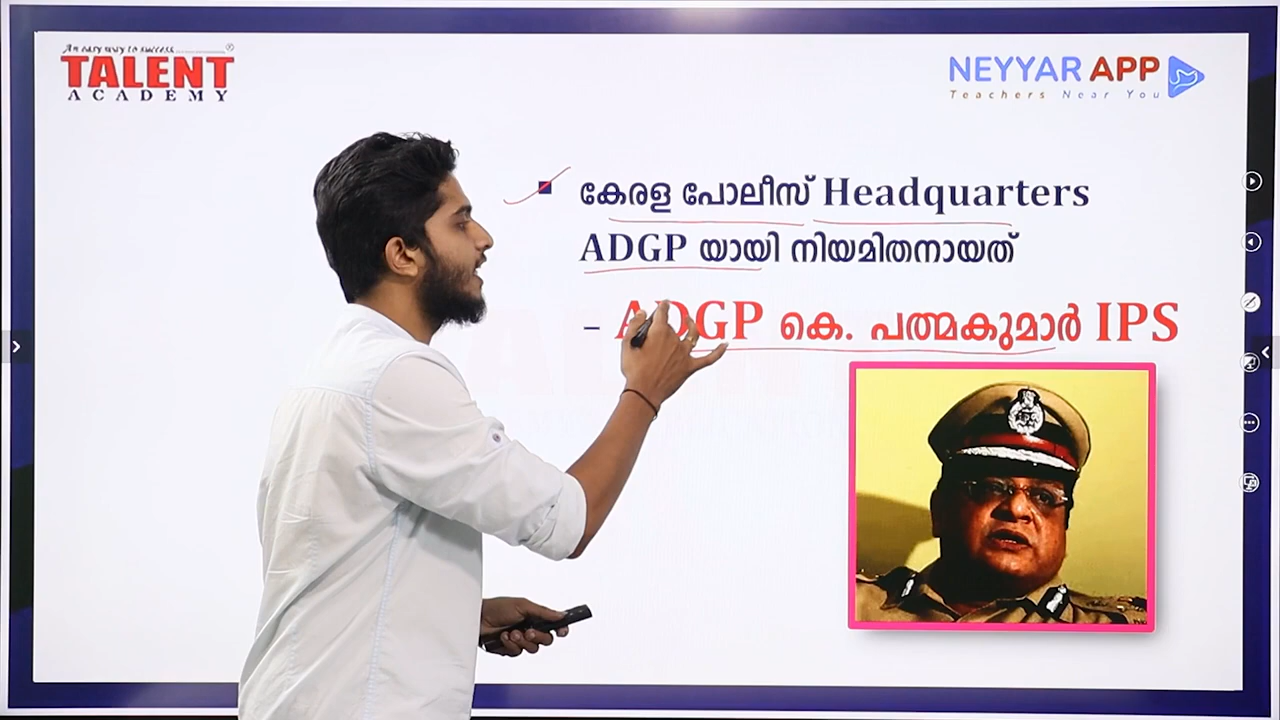 An easy way to success
TALENT
ACADEMY
NEYYAR APP
Teachers Near You
കേരള പോലീസ് Headquarters
ADGP യായി നിയമിതനായത്
– ADGP കെ. പത്മകുമാർ IPS